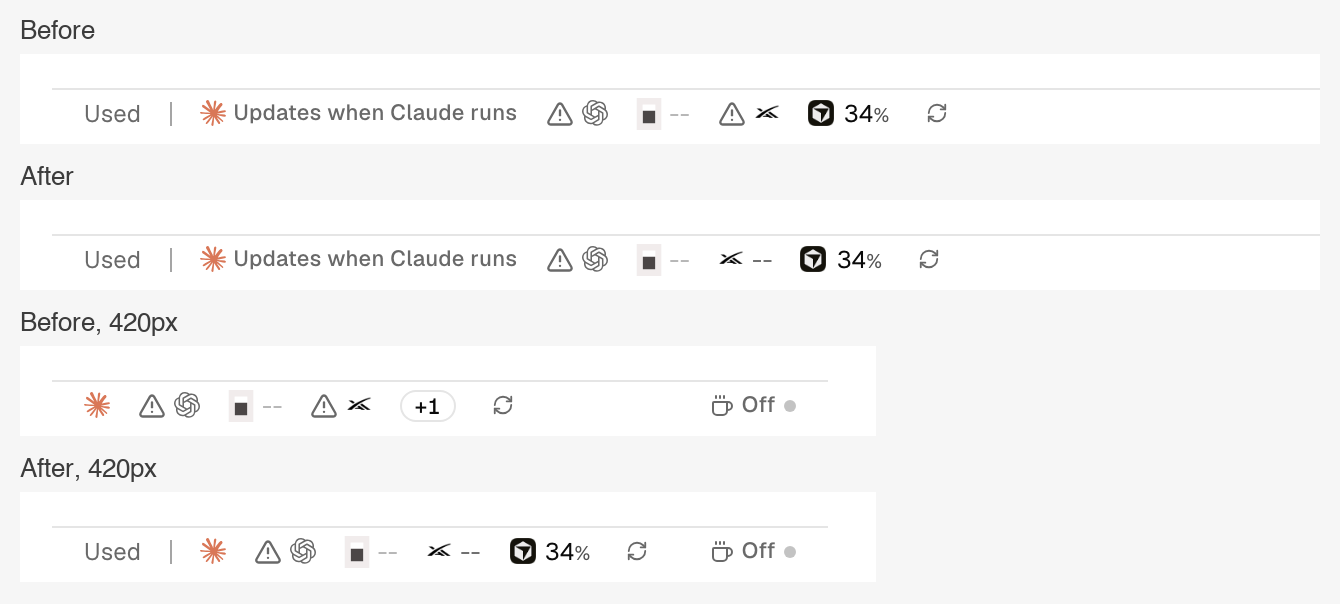 Before
Used | Updates when Claude runs -- 34%
After
Used | Updates when Claude runs -- -- 34%
Before, 420px
-- +1 Off
After, 420px
Used | -- -- 34% Off